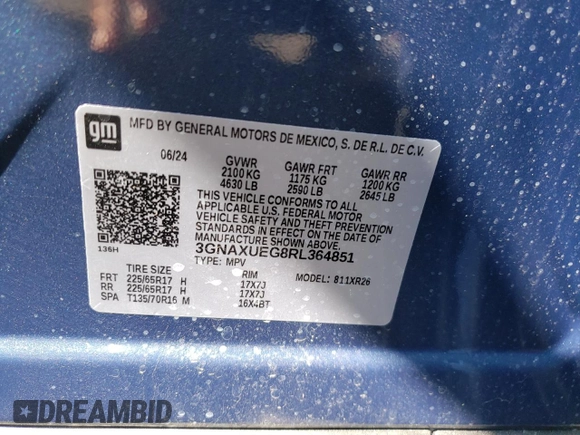 gm
MFD BY GENERAL MOTORS DE MEXICO, S. DE R.L. DE C.V.
06/24 GVWR GAWR FRT GAWR RR
2100 KG 1175 KG 1200 KG
4630 LB 2590 LB 2645 LB
THIS VEHICLE CONFORMS TO ALL
APPLICABLE U.S. FEDERAL MOTOR
VEHICLE SAFETY AND THEFT PREVENTION
STANDARDS IN EFFECT ON THE DATE OF
MANUFACTURE SHOWN ABOVE.
136H 3GNAXUEG8RL364851
TYPE: MPV MODEL: 811XR26
TIRE SIZE RIM
FRT 225/65R17 H 17X7J
RR 225/65R17 H 17X7J
SPA T135/70R16 M 16X4BT
DREAMBID